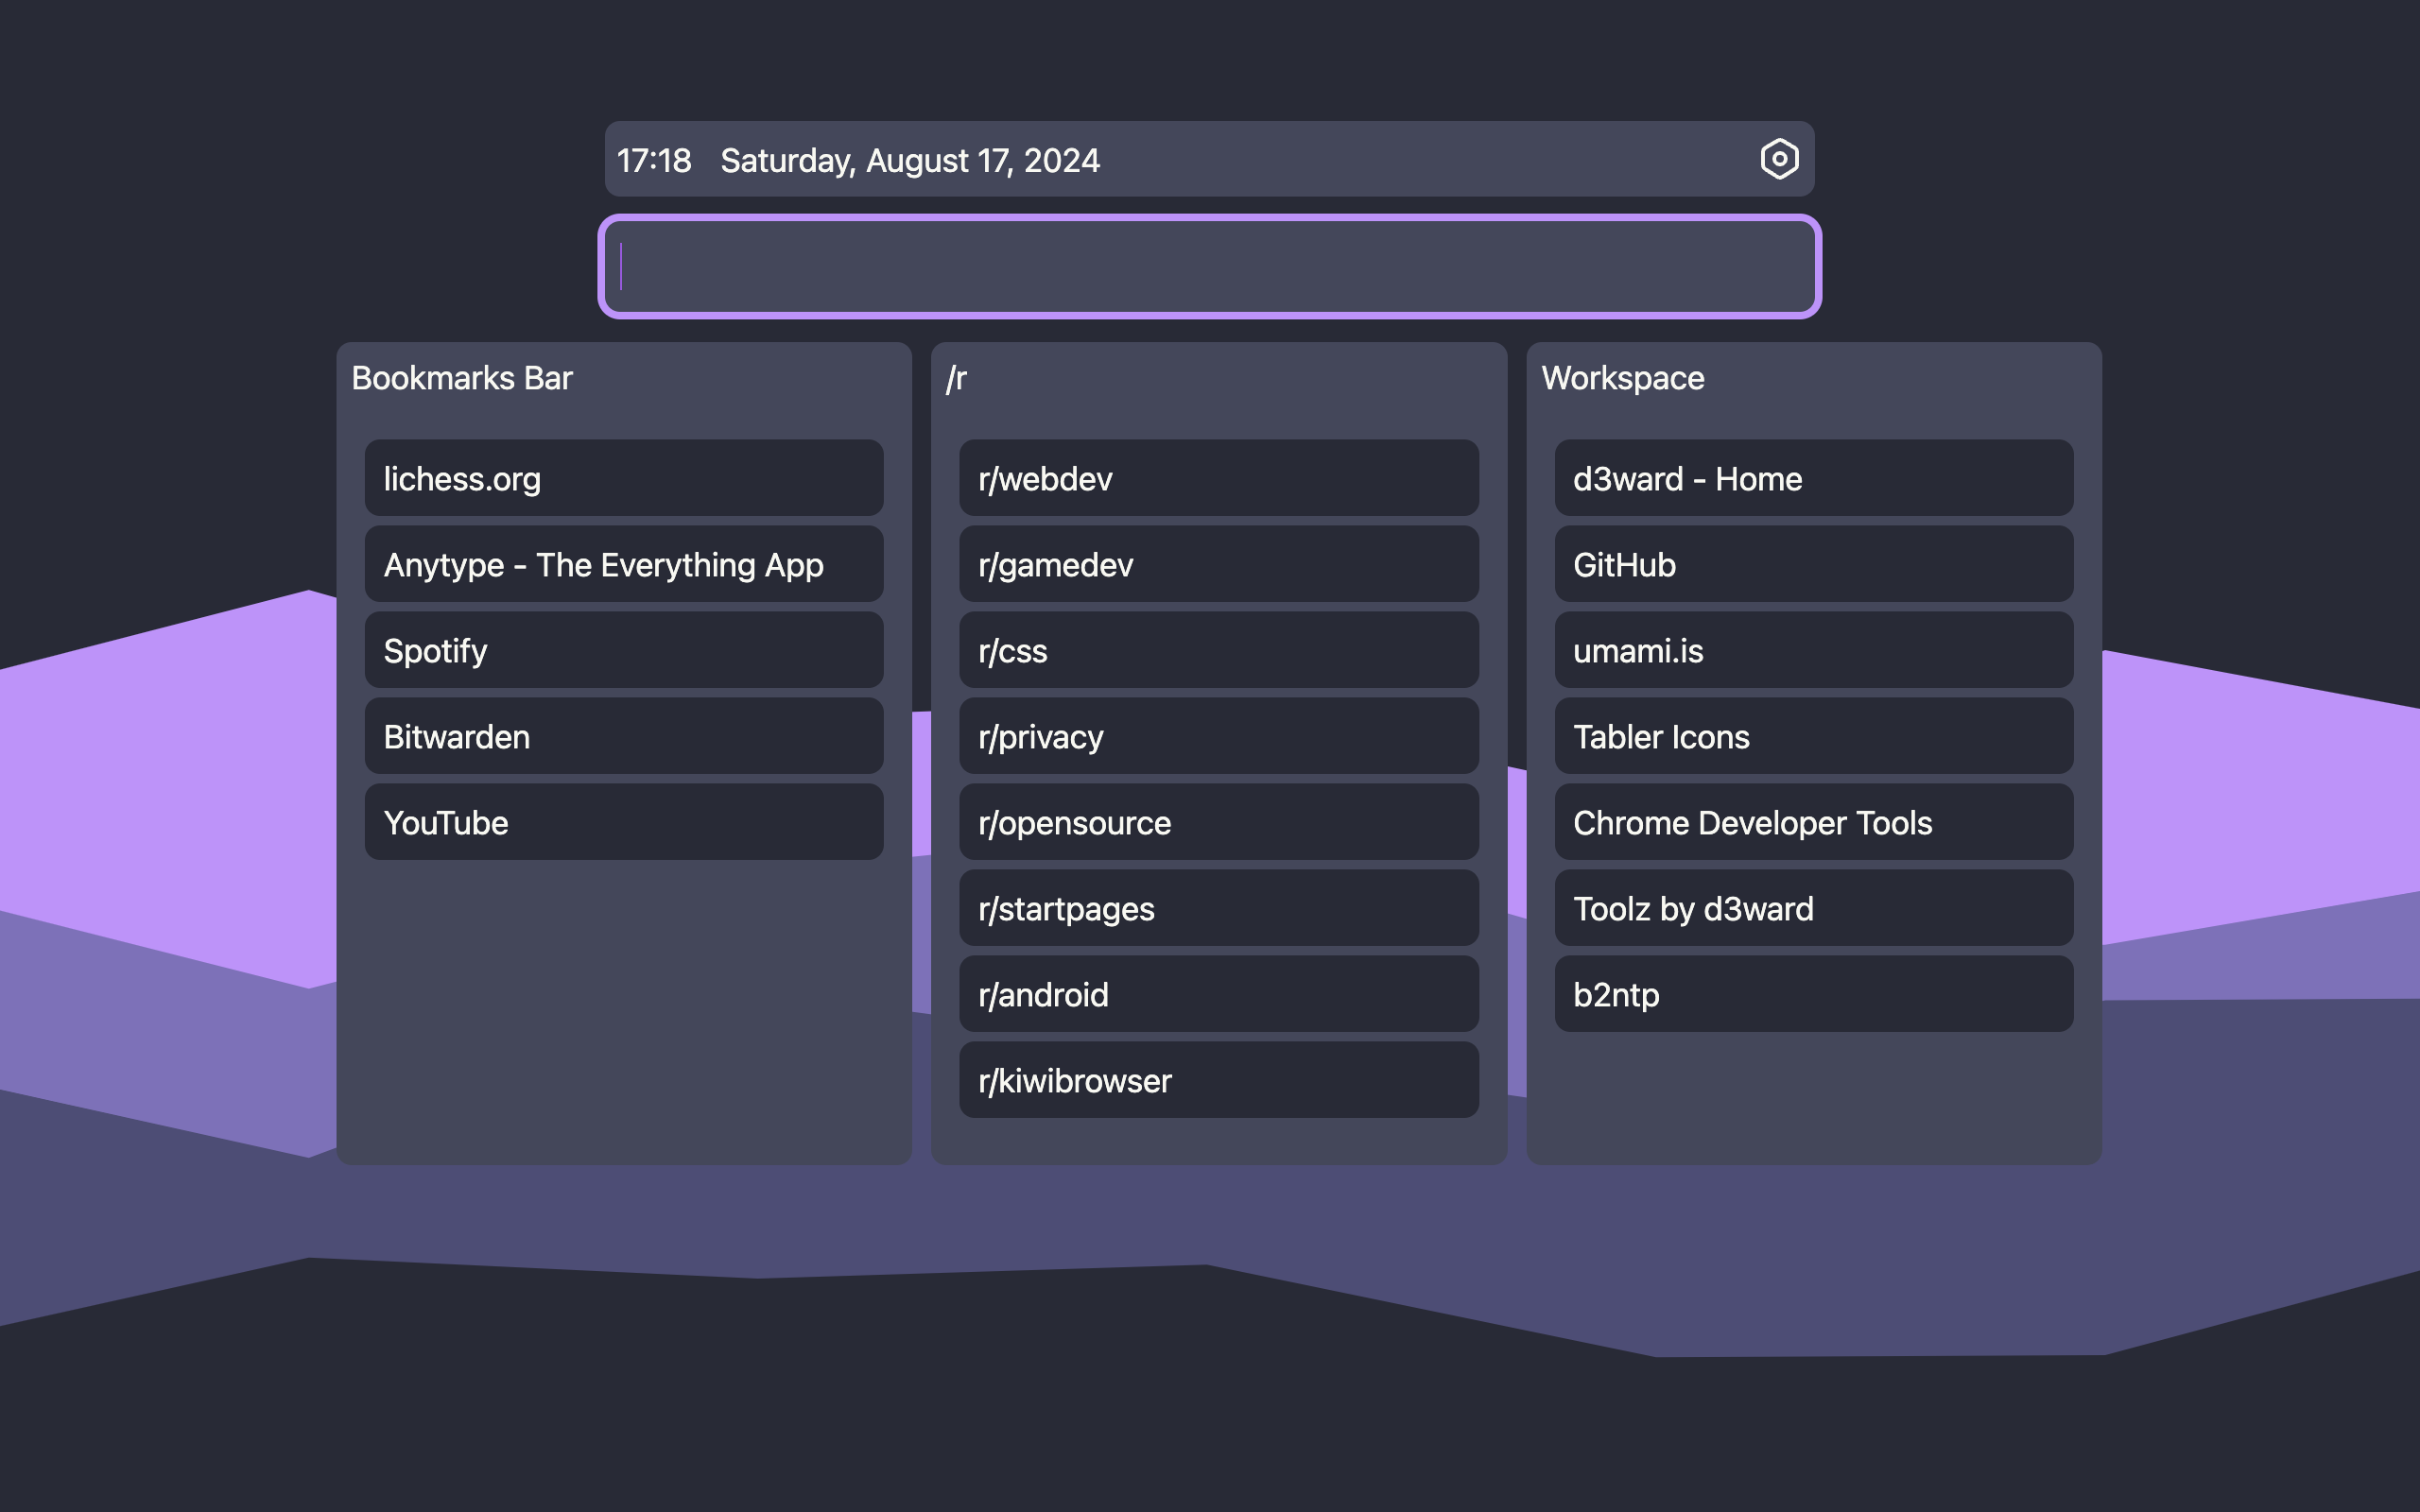 17:18 Saturday, August 17, 2024
Bookmarks Bar
lichess.org
Anytype - The Everything App
Spotify
Bitwarden
YouTube
/r
r/webdev
r/gamedev
r/css
r/privacy
r/opensource
r/startpages
r/android
r/kiwibrowser
Workspace
d3ward - Home
GitHub
umami.is
Tabler Icons
Chrome Developer Tools
Toolz by d3ward
b2ntp